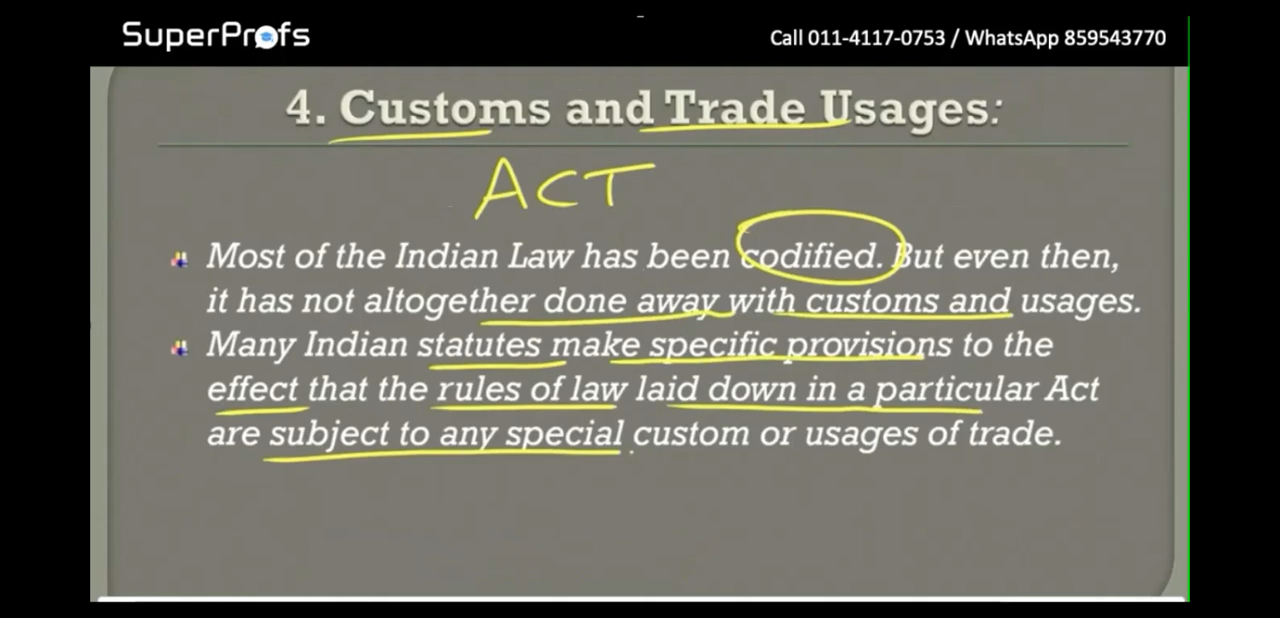 SuperProfs
Call 011-4117-0753 / WhatsApp 859543770
4. Customs and Trade Usages:
ACT
Most of the Indian Law has been codified. But even then,
it has not altogether done away with customs and usages.
Many Indian statutes make specific provisions to the
effect that the rules of law laid down in a particular Act
are subject to any special custom or usages of trade.